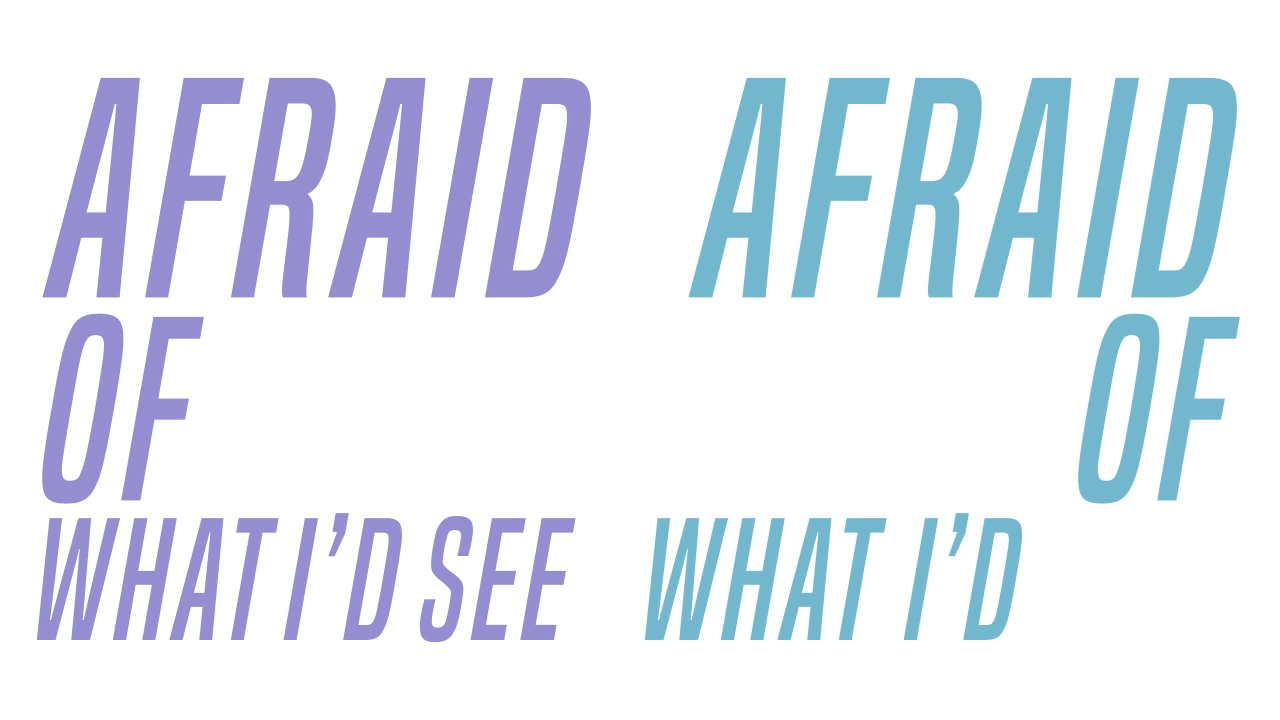 AFRAID
OF
WHAT I’D SEE
AFRAID
OF
WHAT I’D